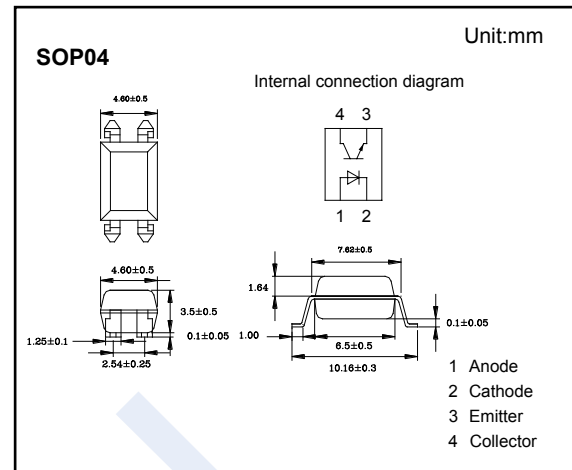 Unit:mm
SOP04
Internal connection diagram
4.60±0.5
4 3
1 2
7.62±0.5
4.60±0.5
1.64
3.5±0.5
0.1±0.05
1.25±0.1
0.1±0.05
1.00
6.5±0.5
2.54±0.25
10.16±0.3
1 Anode
2 Cathode
3 Emitter
4 Collector